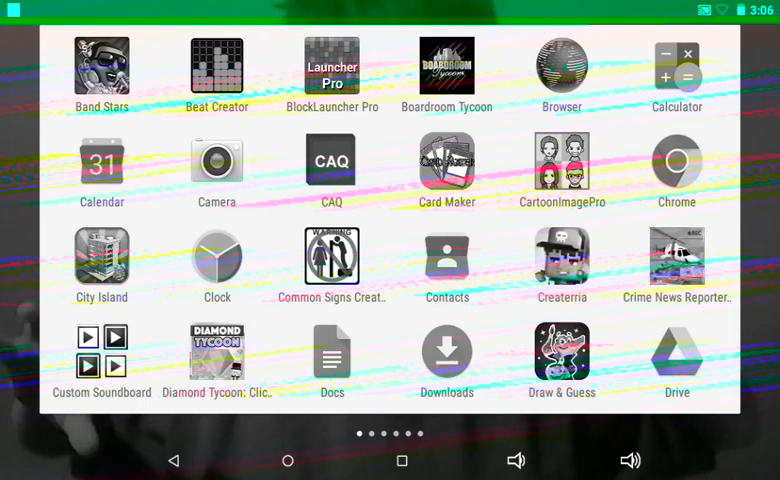 3:06
Launcher
Pro
BOARDROOM
Tycoon
Band Stars
Beat Creator
BlockLauncher Pro
Boardroom Tycoon
Browser
Calculator
31
CAQ
Calendar
Camera
CAQ
Card Maker
CartoonImagePro
Chrome
WARNING
REC
City Island
Clock
Common Signs Creat..
Contacts
Createrria
Crime News Reporter..
DIAMOND
TYCOON
Custom Soundboard
Diamond Tycoon: Clic..
Docs
Downloads
Draw & Guess
Drive